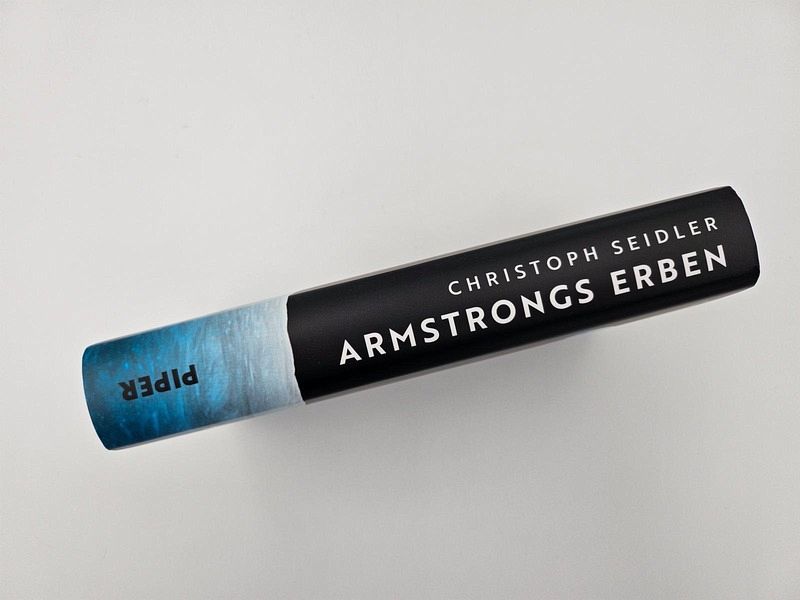 CHRISTOPH SEIDLER
ARMSTRONGS ERBEN
PIPER